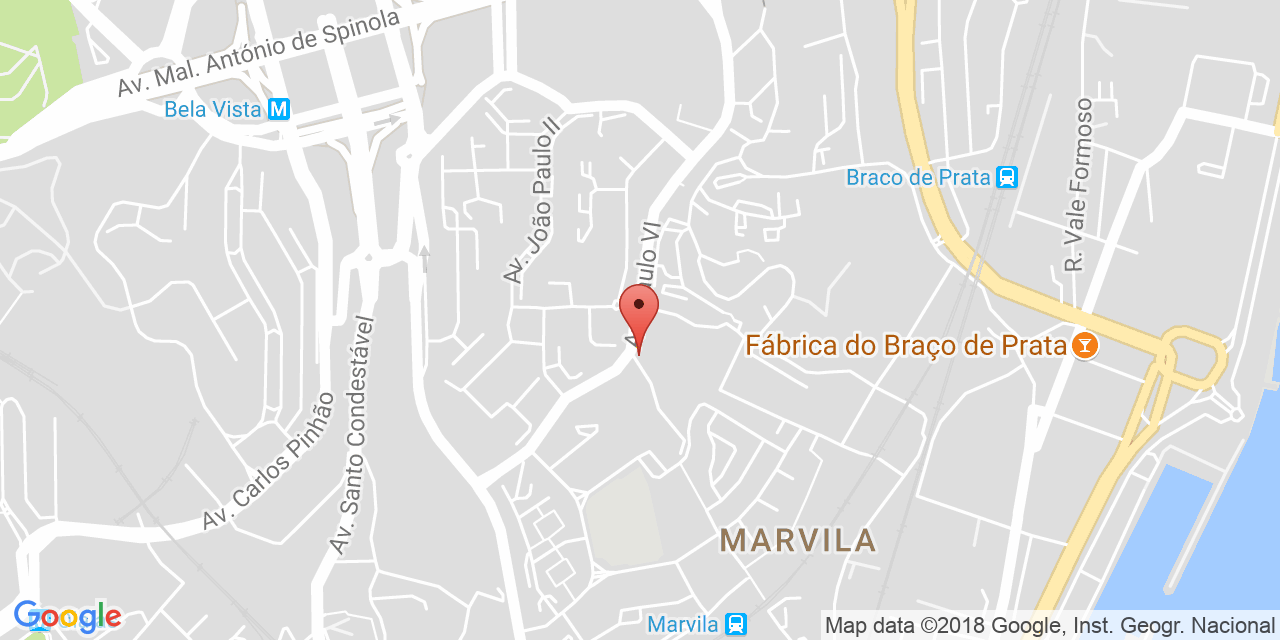 Av. Mal. António de Spinola
Bela Vista M
Av. João Paulo II
Braco de Prata
R. Vale Formoso
aulo VI
Fábrica do Braço de Prata
Av. Santo Condestável
Av. Carlos Pinhão
MARVILA
Marvila
Google
Map data ©2018 Google, Inst. Geogr. Nacional